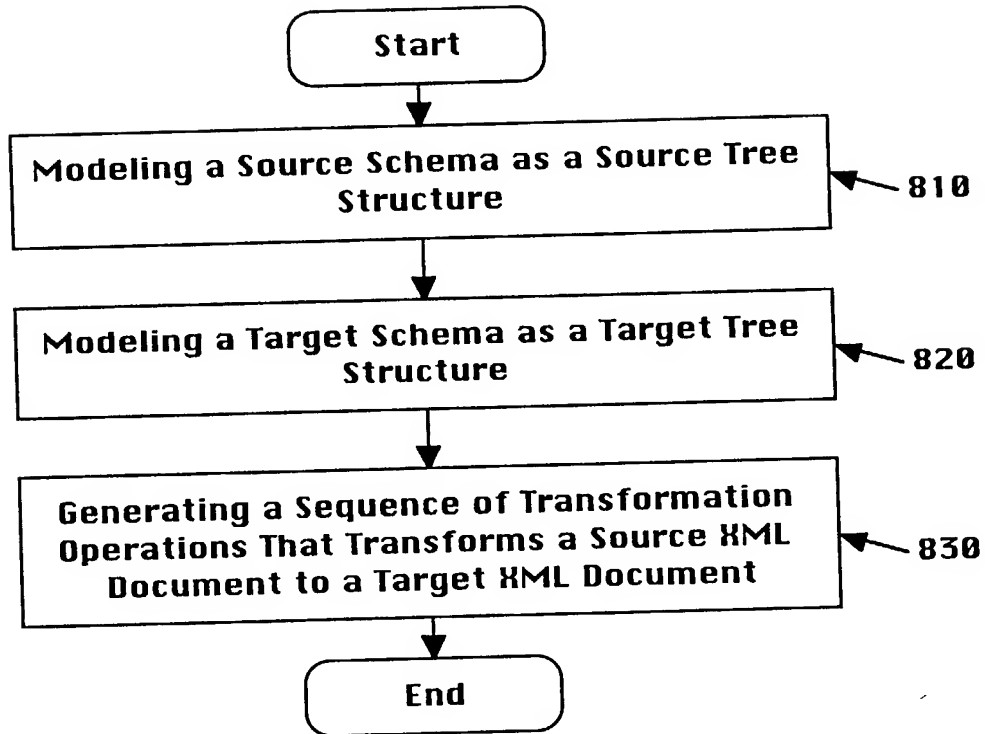 Start
Modeling a Source Schema as a Source Tree
Structure
810
Modeling a Target Schema as a Target Tree
Structure
820
Generating a Sequence of Transformation
Operations That Transforms a Source XML
Document to a Target XML Document
830
End